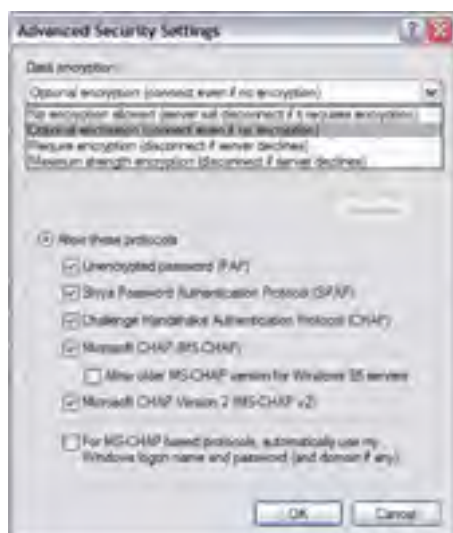 Advanced Security Settings
Data encryption:
Optional encryption (connect even if no encryption)
No encryption allowed (server will disconnect if it requires encryption)
Optional encryption (connect even if no encryption)
Require encryption (disconnect if server declines)
Maximum strength encryption (disconnect if server declines)
Allow these protocols
Unencrypted password (PAP)
Shiva Password Authentication Protocol (SPAP)
Challenge Handshake Authentication Protocol (CHAP)
Microsoft CHAP (MS-CHAP)
Allow older MS-CHAP version for Windows 95 servers
Microsoft CHAP Version 2 (MS-CHAP v2)
For MS-CHAP based protocols, automatically use my
Windows logon name and password (and domain if any)
OK Cancel